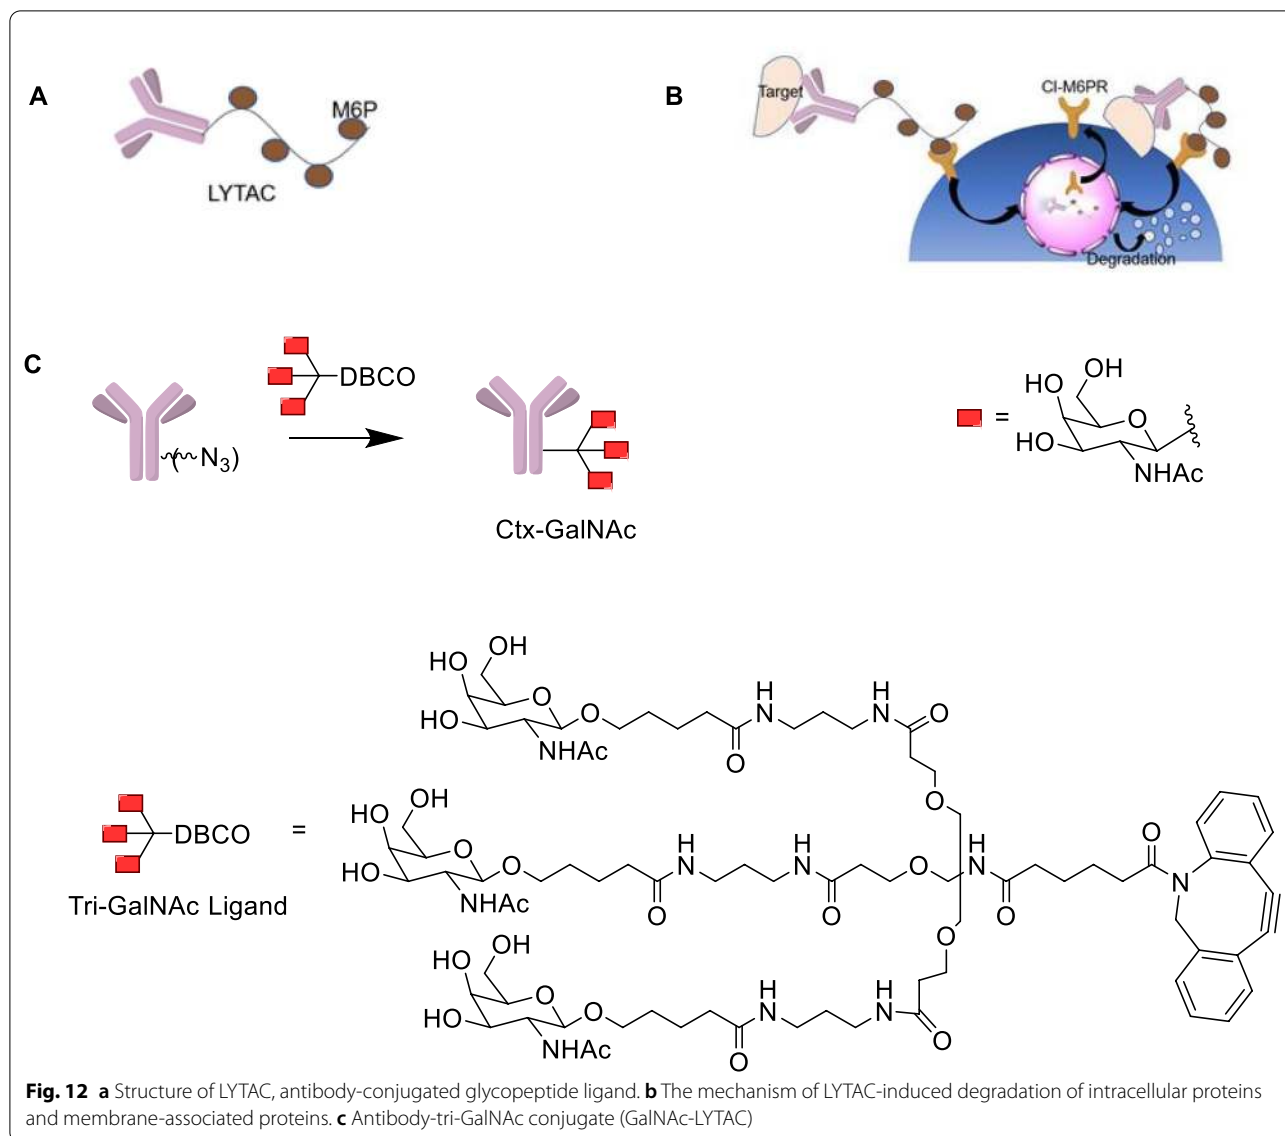 A
M6P
LYTAC
B
Target
CI-M6PR
Degradation
C
DBCO
N3)
Ctx-GalNAc
=
OH
HO
O
HO
NHAc
OH
HO
O
O
HO
NHAc
O
H
N
H
N
O
O
OH
HO
O
O
HO
NHAc
O
H
N
H
N
O
O
H
N
O
O
N
DBCO
=
Tri-GalNAc Ligand
OH
HO
O
O
HO
NHAc
O
H
N
H
N
O
O
Fig. 12 a Structure of LYTAC, antibody-conjugated glycopeptide ligand. b The mechanism of LYTAC-induced degradation of intracellular proteins
and membrane-associated proteins. c Antibody-tri-GalNAc conjugate (GalNAc-LYTAC)